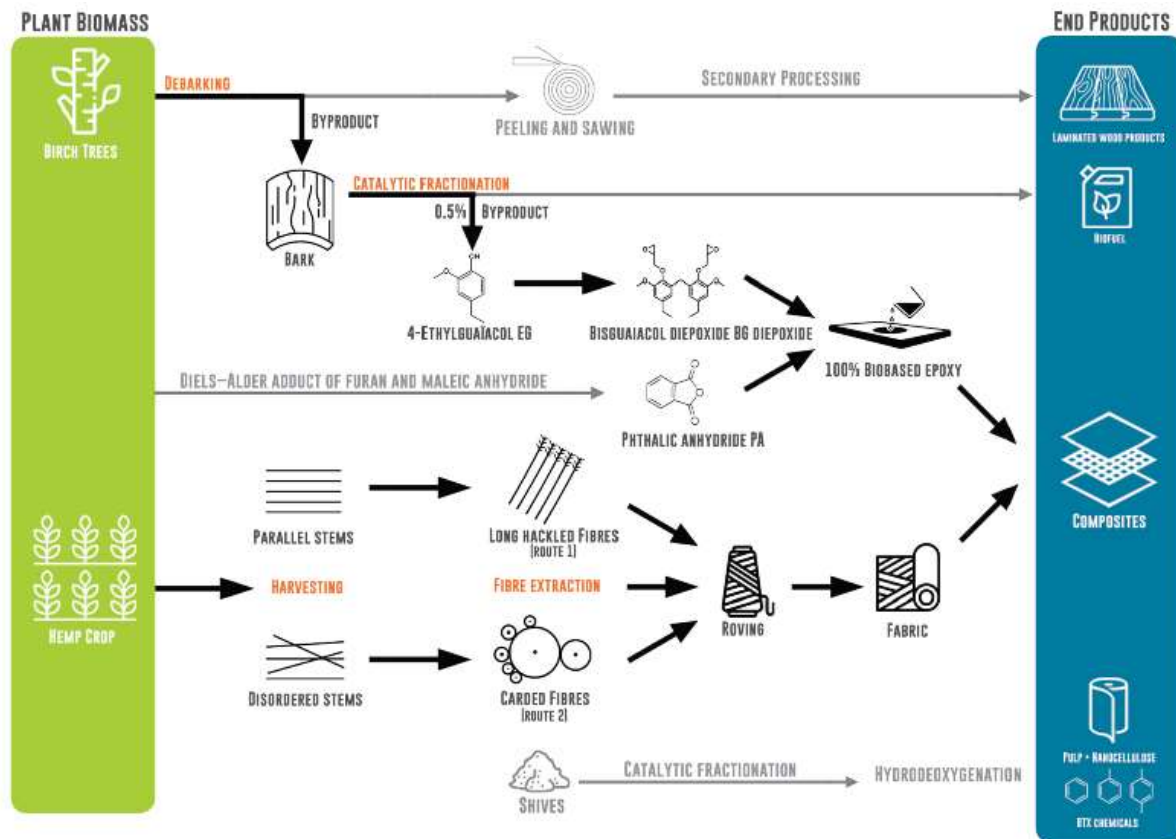 PLANT BIOMASS
END PRODUCTS
BIRCH TREES
DEBARKING
BYPRODUCT
PEELING AND SAWING
SECONDARY PROCESSING
LAMINATED WOOD PRODUCTS
BARK
CATALYTIC FRACTIONATION
0.5% BYPRODUCT
BIOFUEL
OH
O
4-ETHYLGUAÏACOL EG
O
O
O
O
O
O
BISGUAIACOL DIEPOXIDE BG DIEPOXIDE
100% BIOBASED EPOXY
DIELS–ALDER ADDUCT OF FURAN AND MALEIC ANHYDRIDE
O
O
O
PHTHALIC ANHYDRIDE PA
PARALLEL STEMS
LONG HACKLED FIBRES
(ROUTE 1)
COMPOSITES
HEMP CROP
HARVESTING
FIBRE EXTRACTION
ROVING
FABRIC
DISORDERED STEMS
CARDED FIBRES
(ROUTE 2)
SHIVES
CATALYTIC FRACTIONATION
HYDRODEOXYGENATION
PULP + NANOCELLULOSE
BTX CHEMICALS